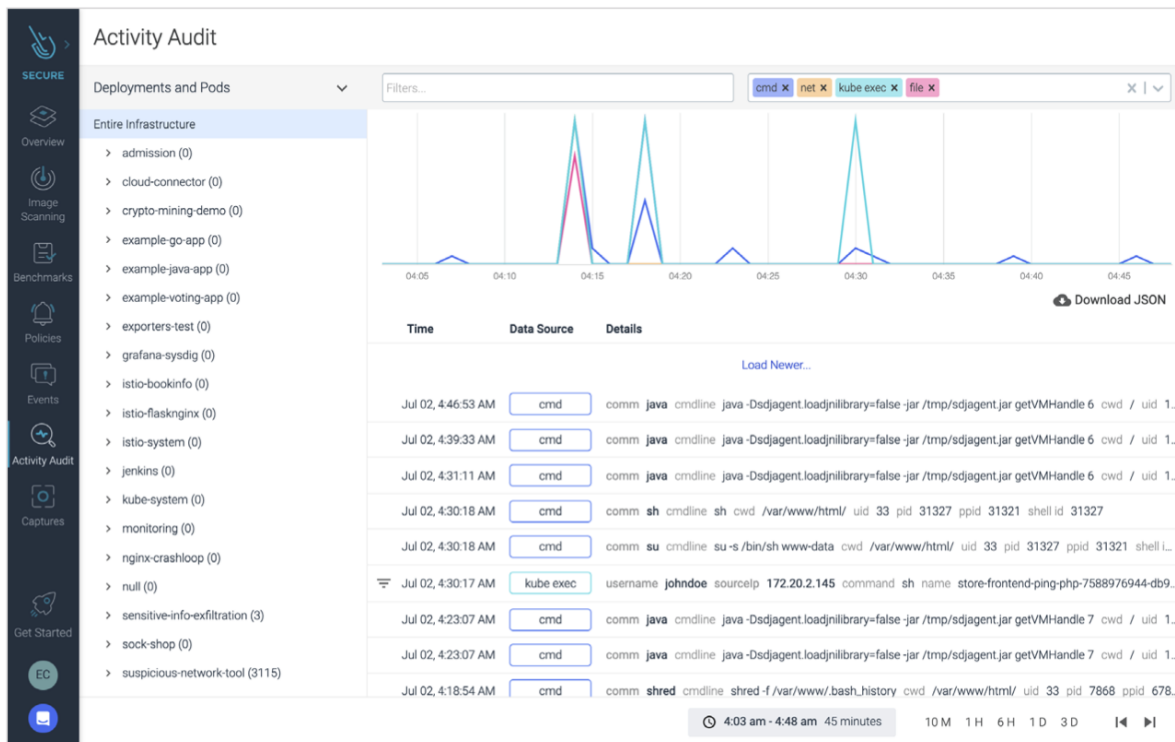 Activity Audit
SECURE
Overview
Image
Scanning
Benchmarks
Policies
Events
Activity Audit
Captures
Get Started
EC
Deployments and Pods
Entire Infrastructure
admission (0)
cloud-connector (0)
crypto-mining-demo (0)
example-go-app (0)
example-java-app (0)
example-voting-app (0)
exporters-test (0)
grafana-sysdig (0)
istio-bookinfo (0)
istio-flasknginx (0)
istio-system (0)
jenkins (0)
kube-system (0)
monitoring (0)
nginx-crashloop (0)
null (0)
sensitive-info-exfiltration (3)
sock-shop (0)
suspicious-network-tool (3115)
Filters...
cmd × net × kube exec × file ×
04:05 04:10 04:15 04:20 04:25 04:30 04:35 04:40 04:45
Download JSON
Time Data Source Details
Load Newer...
Jul 02, 4:46:53 AM cmd comm java cmdline java -Dsdjagent.loadjnilibrary=false -jar /tmp/sdjagent.jar getVMHandle 6 cwd / uid 1...
Jul 02, 4:39:33 AM cmd comm java cmdline java -Dsdjagent.loadjnilibrary=false -jar /tmp/sdjagent.jar getVMHandle 6 cwd / uid 1...
Jul 02, 4:31:11 AM cmd comm java cmdline java -Dsdjagent.loadjnilibrary=false -jar /tmp/sdjagent.jar getVMHandle 6 cwd / uid 1...
Jul 02, 4:30:18 AM cmd comm sh cmdline sh cwd /var/www/html/ uid 33 pid 31327 ppid 31321 shell id 31327
Jul 02, 4:30:18 AM cmd comm su cmdline su -s /bin/sh www-data cwd /var/www/html/ uid 33 pid 31327 ppid 31321 shell i...
Jul 02, 4:30:17 AM kube exec username johndoe sourceIp 172.20.2.145 command sh name store-frontend-ping-php-7588976944-db9...
Jul 02, 4:23:07 AM cmd comm java cmdline java -Dsdjagent.loadjnilibrary=false -jar /tmp/sdjagent.jar getVMHandle 7 cwd / uid 1...
Jul 02, 4:23:07 AM cmd comm java cmdline java -Dsdjagent.loadjnilibrary=false -jar /tmp/sdjagent.jar getVMHandle 7 cwd / uid 1...
Jul 02, 4:18:54 AM cmd comm shred cmdline shred -f /var/www/.bash_history cwd /var/www/html/ uid 33 pid 7868 ppid 678...
4:03 am - 4:48 am 45 minutes 10 M 1 H 6 H 1 D 3 D